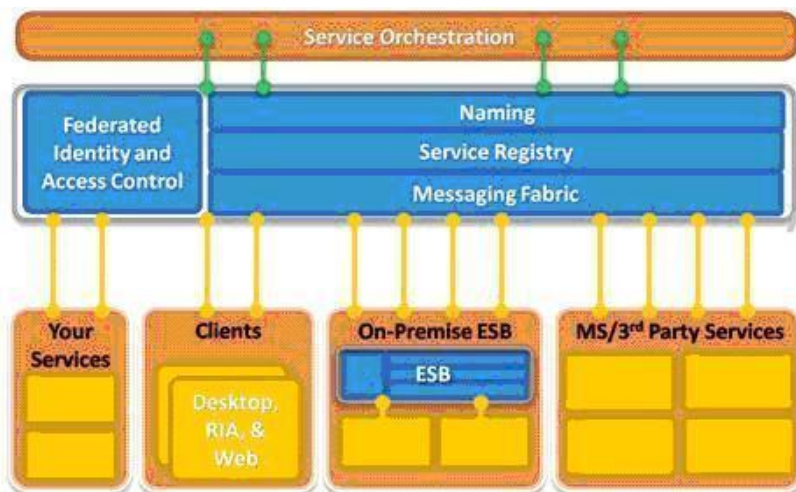 Service Orchestration
Federated
Identity and
Access Control
Naming
Service Registry
Messaging Fabric
Your
Services
Clients
Desktop,
RIA, &
Web
On-Premise ESB
ESB
MS/3rd Party Services